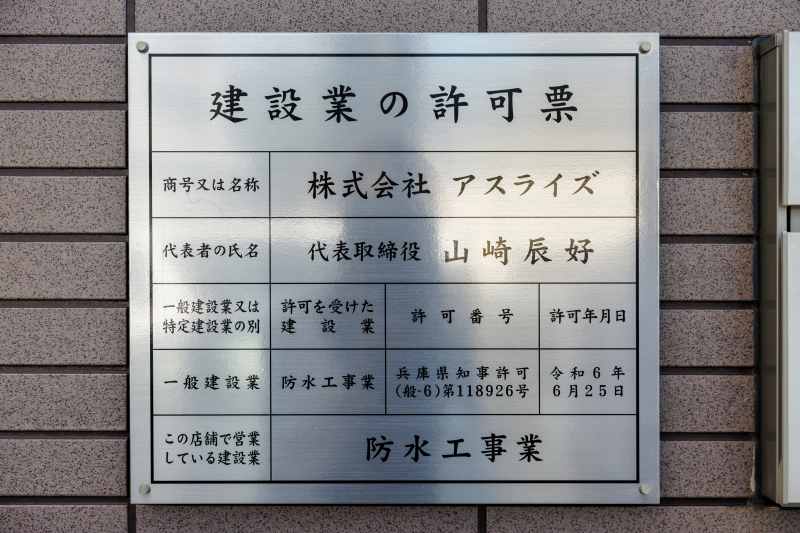 建設業の許可票
商号又は名称 株式会社 アスライズ
代表者の氏名 代表取締役 山崎辰好
一般建設業又は
特定建設業の別
許可を受けた
建設業
許可番号
許可年月日
一般建設業
防水工事業
兵庫県知事許可
(般-6)第118926号
令和6年
6月25日
この店舗で営業
している建設業
防水工事業